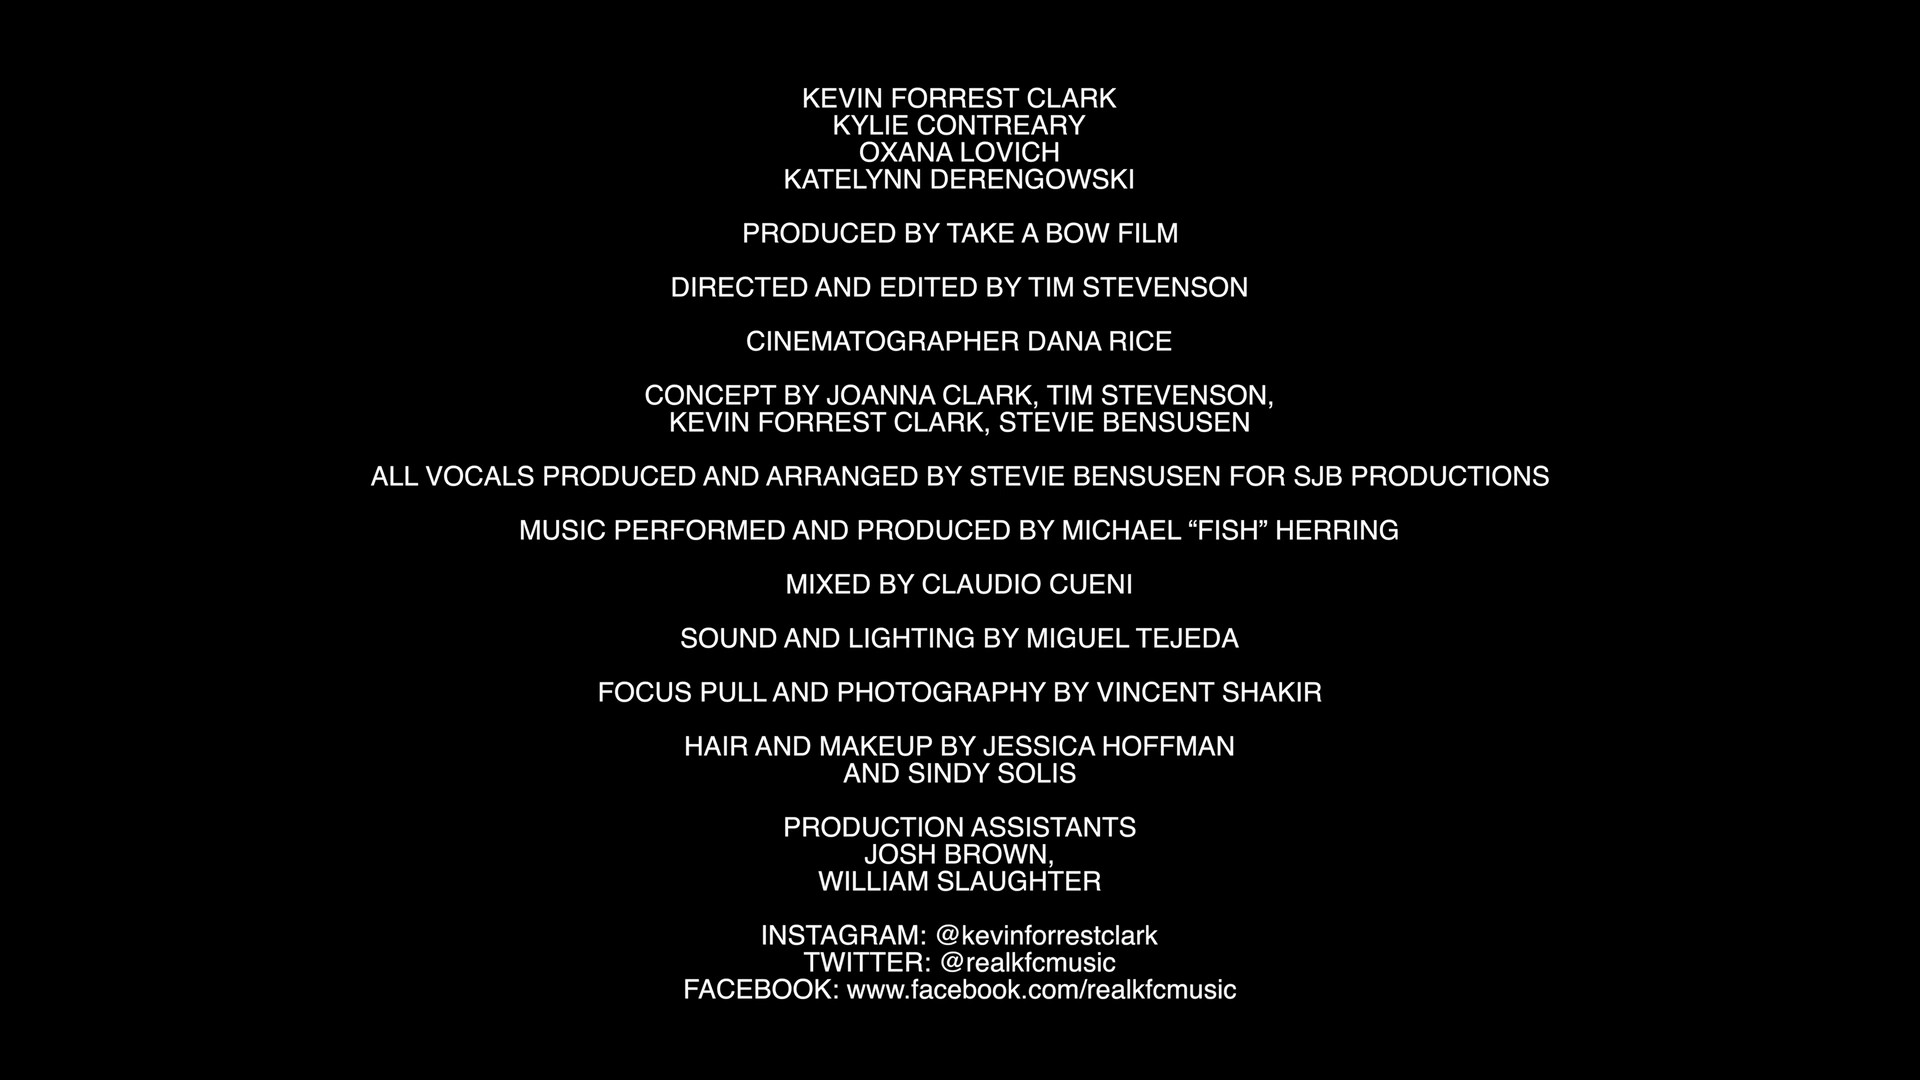 KEVIN FORREST CLARK
KYLIE CONTREARY
OXANA LOVICH
KATELYNN DERENGOWSKI
PRODUCED BY TAKE A BOW FILM
DIRECTED AND EDITED BY TIM STEVENSON
CINEMATOGRAPHER DANA RICE
CONCEPT BY JOANNA CLARK, TIM STEVENSON,
KEVIN FORREST CLARK, STEVIE BENSUSEN
ALL VOCALS PRODUCED AND ARRANGED BY STEVIE BENSUSEN FOR SJB PRODUCTIONS
MUSIC PERFORMED AND PRODUCED BY MICHAEL “FISH” HERRING
MIXED BY CLAUDIO CUENI
SOUND AND LIGHTING BY MIGUEL TEJEDA
FOCUS PULL AND PHOTOGRAPHY BY VINCENT SHAKIR
HAIR AND MAKEUP BY JESSICA HOFFMAN
AND SINDY SOLIS
PRODUCTION ASSISTANTS
JOSH BROWN,
WILLIAM SLAUGHTER
INSTAGRAM: @kevinforrestclark
TWITTER: @realkfcmusic
FACEBOOK: www.facebook.com/realkfcmusic